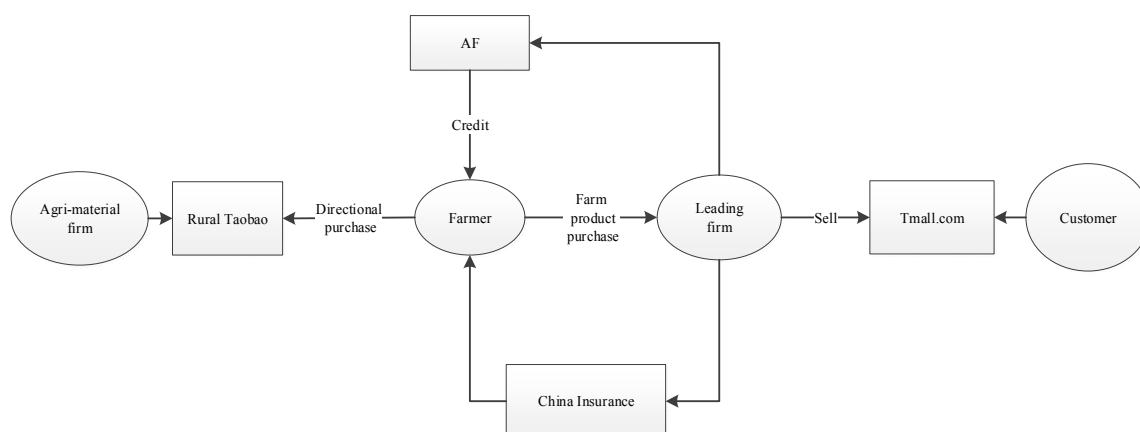 AF
Credit
Agri-material
firm
Rural Taobao
Directional
purchase
Farmer
Farm
product
purchase
Leading
firm
Sell
Tmall.com
Customer
China Insurance